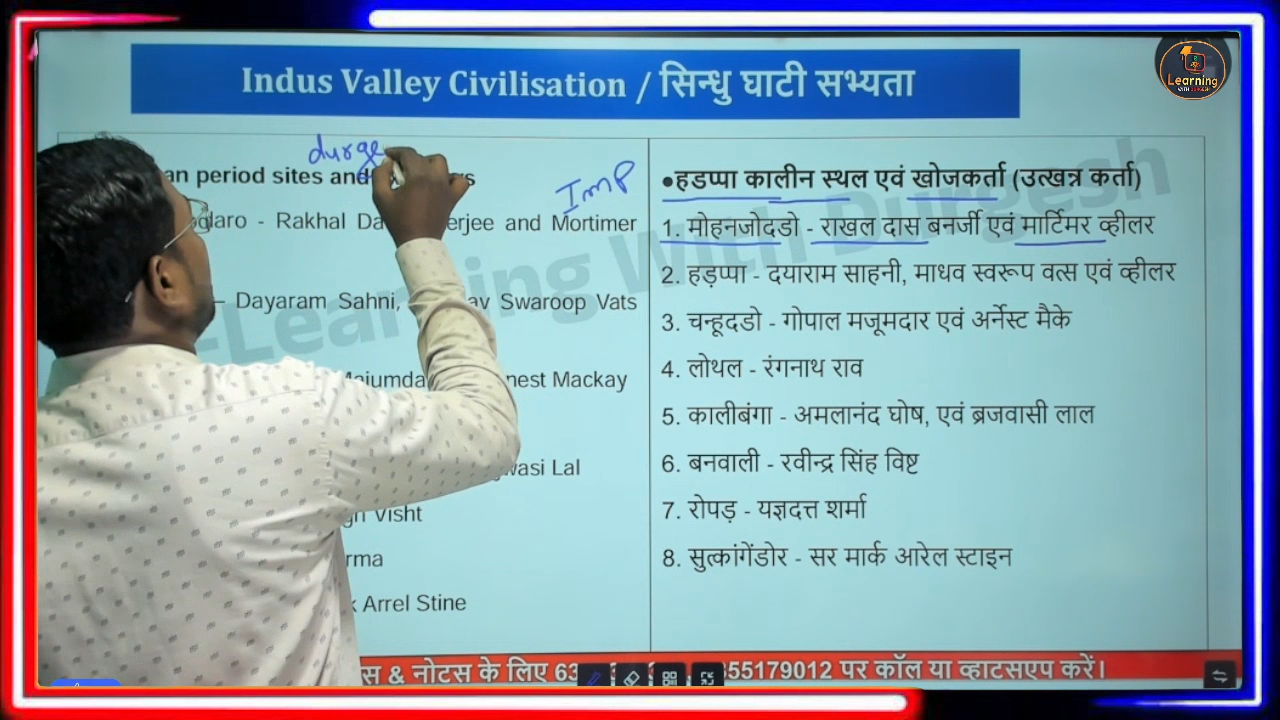 Learning
Indus Valley Civilisation / सिन्धु घाटी सभ्यता
durge
an period sites and
IMP
daro - Rakhal Da erjee and Mortimer
– Dayaram Sahni, av Swaroop Vats
Majumda nest Mackay
wasi Lal
gh Visht
rma
k Arrel Stine
•हडप्पा कालीन स्थल एवं खोजकर्ता (उत्खन्न कर्ता)
1. मोहनजोदडो - राखल दास बनर्जी एवं मार्टिमर व्हीलर
2. हड़प्पा - दयाराम साहनी, माधव स्वरूप वत्स एवं व्हीलर
3. चन्हूदडो - गोपाल मजूमदार एवं अर्नेस्ट मैके
4. लोथल - रंगनाथ राव
5. कालीबंगा - अमलानंद घोष, एवं ब्रजवासी लाल
6. बनवाली - रवीन्द्र सिंह विष्ट
7. रोपड़ - यज्ञदत्त शर्मा
8. सुत्कांगेंडोर - सर मार्क आरेल स्टाइन
E-Learning With Durgesh
स & नोटस के लिए 63 55179012 पर कॉल या व्हाटसएप करें।